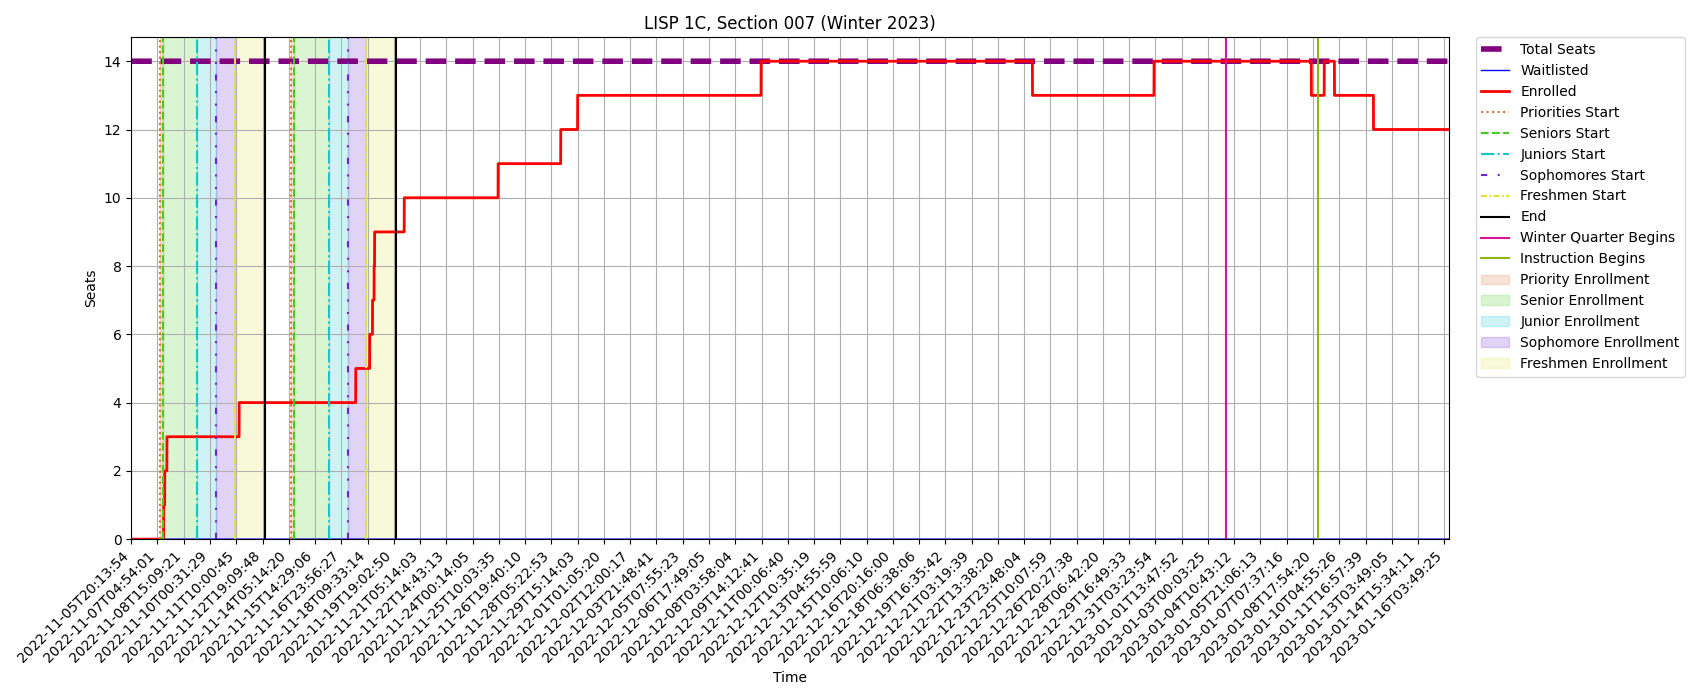 LISP 1C, Section 007 (Winter 2023)
14
12
10
8
6
4
2
0
Seats
2022-11-05T20:13:54
2022-11-07T04:54:01
2022-11-08T15:09:21
2022-11-10T00:31:29
2022-11-11T10:00:45
2022-11-12T19:09:48
2022-11-14T05:14:20
2022-11-15T14:29:06
2022-11-16T23:56:27
2022-11-18T09:33:14
2022-11-19T19:02:50
2022-11-21T05:14:03
2022-11-22T14:43:13
2022-11-24T00:14:05
2022-11-25T10:03:35
2022-11-26T19:40:10
2022-11-28T05:22:53
2022-11-29T15:14:03
2022-12-01T01:05:20
2022-12-02T12:00:17
2022-12-03T21:48:41
2022-12-05T07:55:23
2022-12-06T17:49:05
2022-12-08T03:58:04
2022-12-09T14:12:41
2022-12-11T00:06:40
2022-12-12T10:35:19
2022-12-13T14:55:59
2022-12-15T10:06:10
2022-12-16T20:16:00
2022-12-18T06:38:06
2022-12-19T16:35:42
2022-12-21T03:19:39
2022-12-22T13:38:20
2022-12-23T23:48:04
2022-12-25T10:07:59
2022-12-26T20:27:38
2022-12-28T06:42:20
2022-12-29T16:49:33
2022-12-31T03:23:54
2023-01-01T13:47:52
2023-01-03T00:03:25
2023-01-04T10:43:12
2023-01-05T21:06:13
2023-01-07T07:37:16
2023-01-08T17:54:20
2023-01-10T04:55:26
2023-01-11T16:57:39
2023-01-13T03:49:05
2023-01-14T15:34:11
2023-01-16T03:49:25
Time
Total Seats
Waitlisted
Enrolled
Priorities Start
Seniors Start
Juniors Start
Sophomores Start
Freshmen Start
End
Winter Quarter Begins
Instruction Begins
Priority Enrollment
Senior Enrollment
Junior Enrollment
Sophomore Enrollment
Freshmen Enrollment